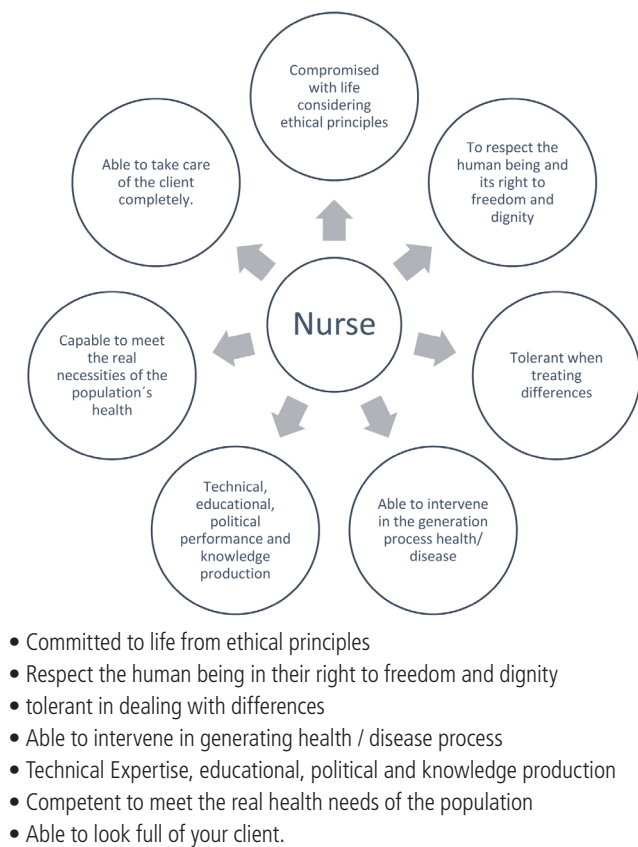 Compromised
with life
considering
ethical principles
To respect the
human being and
its right to
freedom and
dignity
Able to take care
of the client
completely.
Nurse
Capable to meet
the real
necessities of the
population´s
health
Tolerant when
treating
differences
Technical,
educational,
political
performance and
knowledge
production
Able to intervene
in the generation
process health/
disease
• Committed to life from ethical principles
• Respect the human being in their right to freedom and dignity
• tolerant in dealing with differences
• Able to intervene in generating health / disease process
• Technical Expertise, educational, political and knowledge production
• Competent to meet the real health needs of the population
• Able to look full of your client.